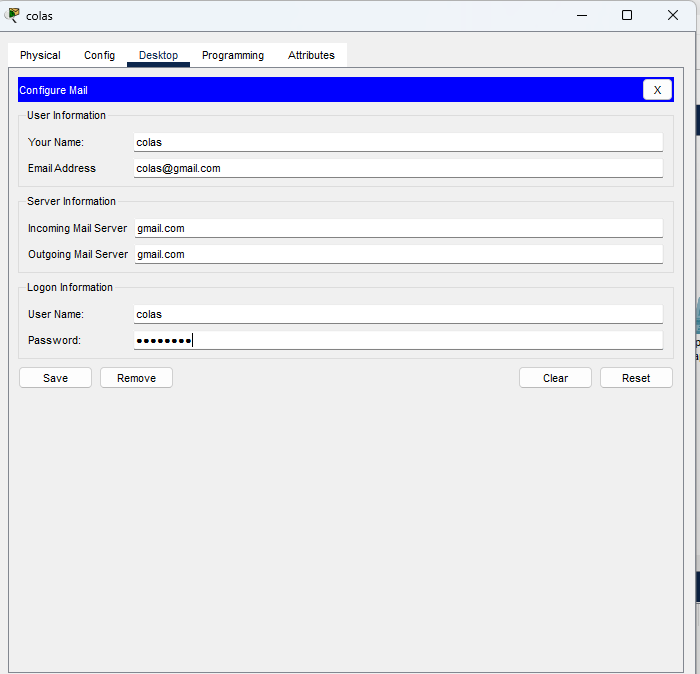 colas
Physical Config Desktop Programming Attributes
Configure Mail X
User Information
Your Name: colas
Email Address colas@gmail.com
Server Information
Incoming Mail Server gmail.com
Outgoing Mail Server gmail.com
Logon Information
User Name: colas
Password: ••••••••
Save Remove Clear Reset